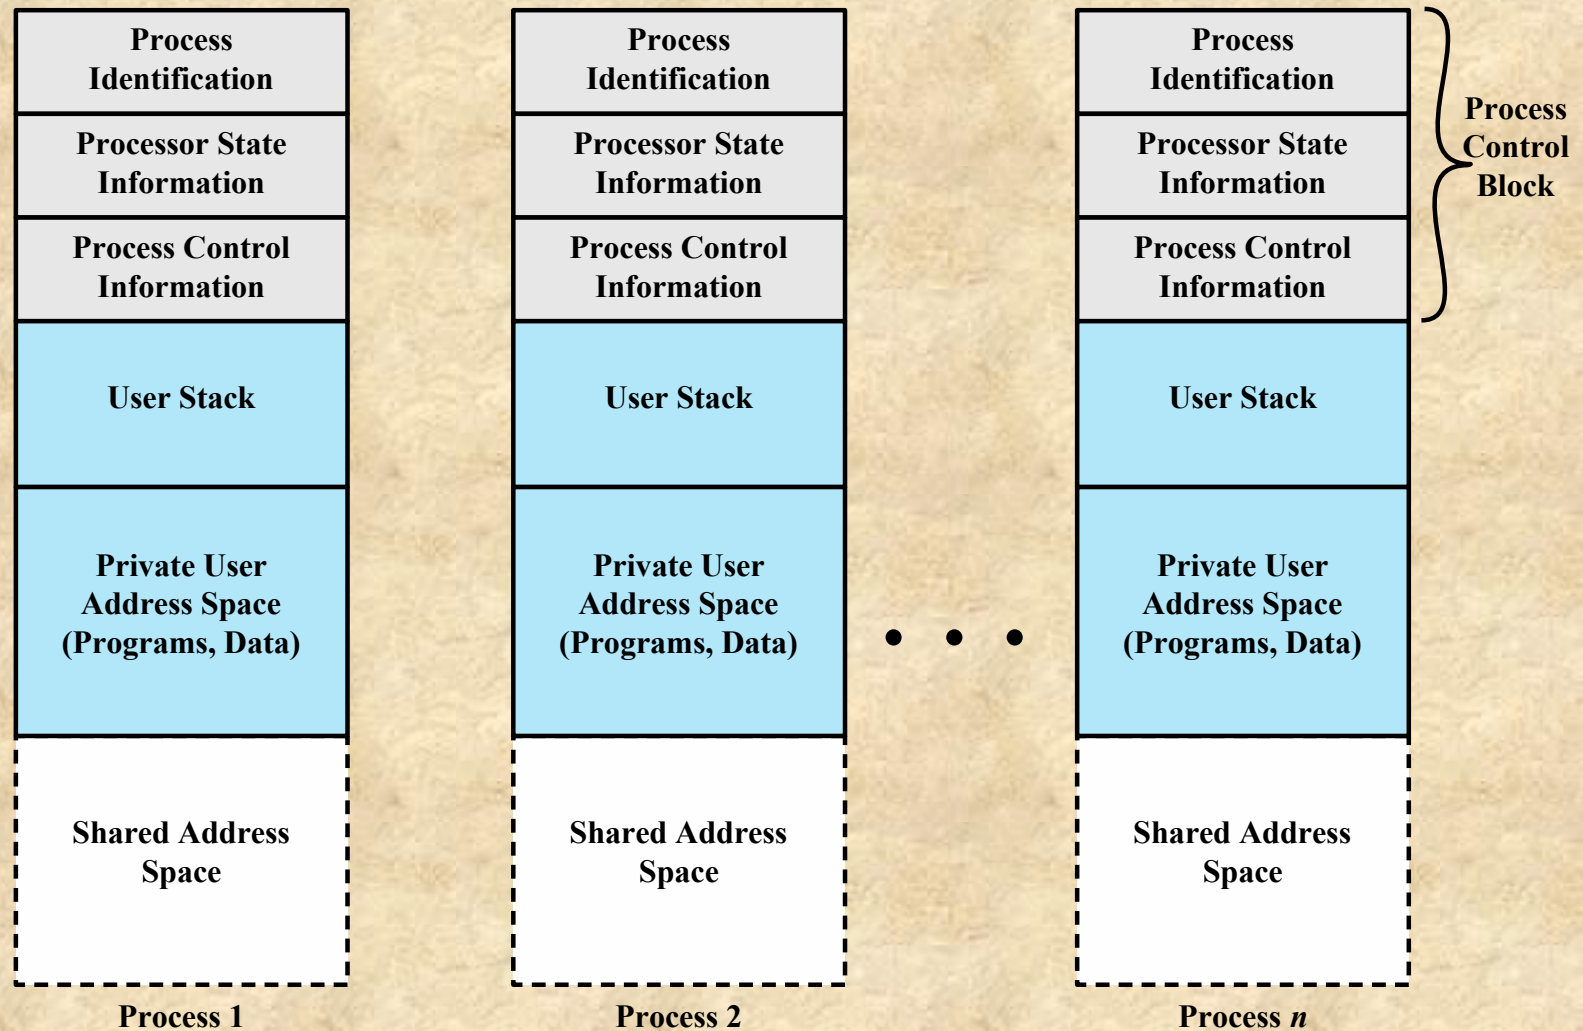 Process
Identification
Processor State
Information
Process Control
Information
User Stack
Private User
Address Space
(Programs, Data)
Shared Address
Space
Process 1
Process
Identification
Processor State
Information
Process Control
Information
User Stack
Private User
Address Space
(Programs, Data)
Shared Address
Space
Process 2
• • •
Process
Identification
Processor State
Information
Process Control
Information
User Stack
Private User
Address Space
(Programs, Data)
Shared Address
Space
Process n
Process
Control
Block